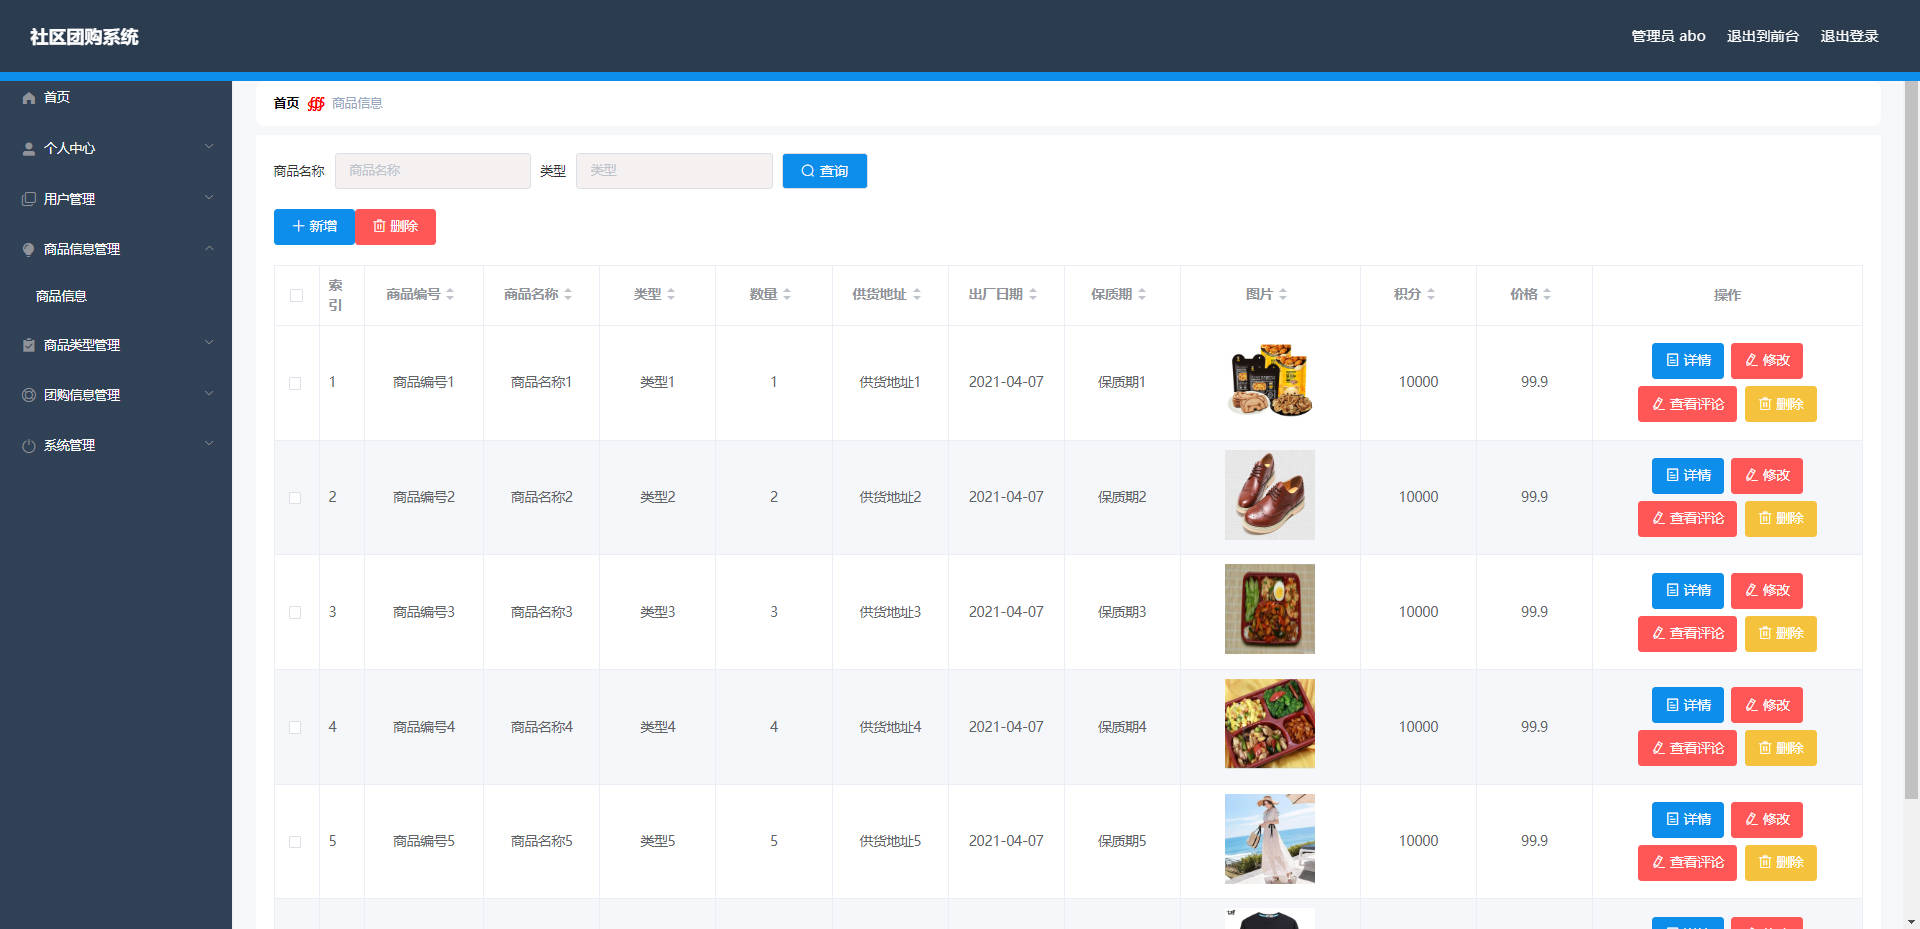 社区团购系统
管理员 abo 退出到前台 退出登录
首页
个人中心
用户管理
商品信息管理
商品信息
商品类型管理
团购信息管理
系统管理
首页 商品信息
商品名称 商品名称 类型 类型 查询
新增 删除
索引 商品编号 商品名称 类型 数量 供货地址 出厂日期 保质期 图片 积分 价格 操作
1 商品编号1 商品名称1 类型1 1 供货地址1 2021-04-07 保质期1 10000 99.9
详情 修改
查看评论 删除
2 商品编号2 商品名称2 类型2 2 供货地址2 2021-04-07 保质期2 10000 99.9
详情 修改
查看评论 删除
3 商品编号3 商品名称3 类型3 3 供货地址3 2021-04-07 保质期3 10000 99.9
详情 修改
查看评论 删除
4 商品编号4 商品名称4 类型4 4 供货地址4 2021-04-07 保质期4 10000 99.9
详情 修改
查看评论 删除
5 商品编号5 商品名称5 类型5 5 供货地址5 2021-04-07 保质期5 10000 99.9
详情 修改
查看评论 删除